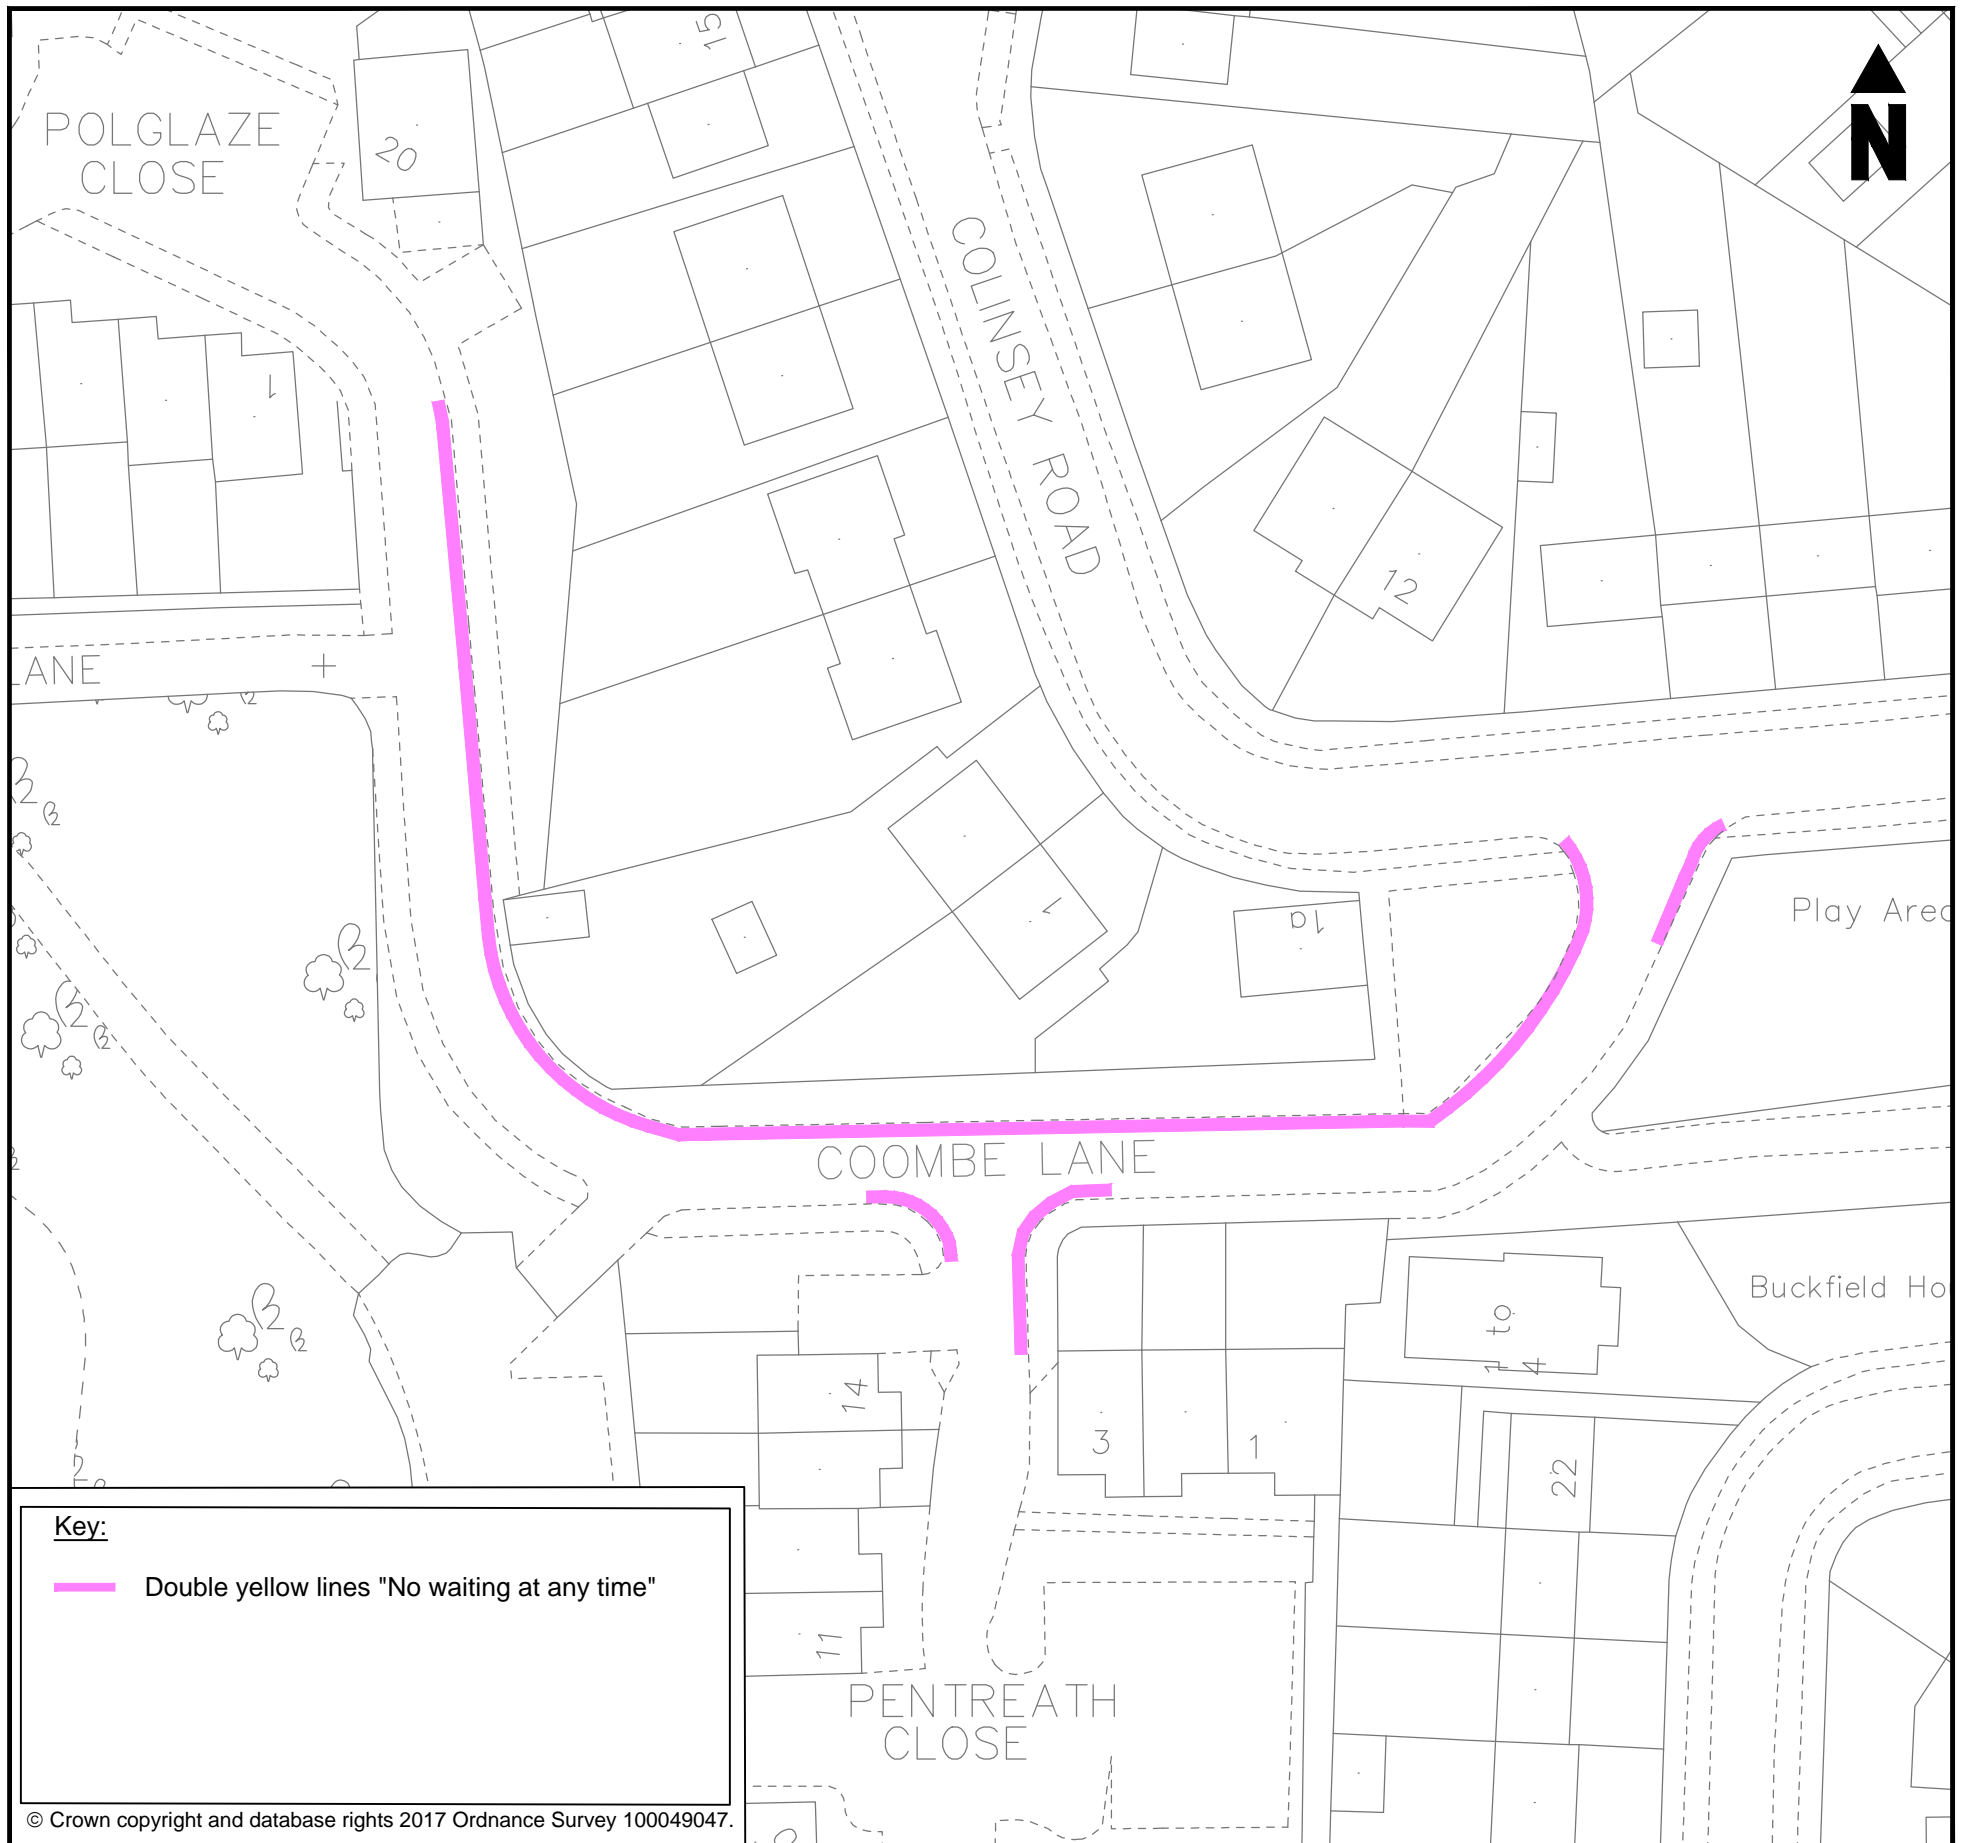 15
N
POLGLAZE
CLOSE
20
COLINSEY ROAD
1
12
LANE
1
1a
Play Area
COOMBE LANE
Buckfield Ho
1 to 4
14
3
1
22
Key:
Double yellow lines "No waiting at any time"
11
PENTREATH
CLOSE
© Crown copyright and database rights 2017 Ordnance Survey 100049047.